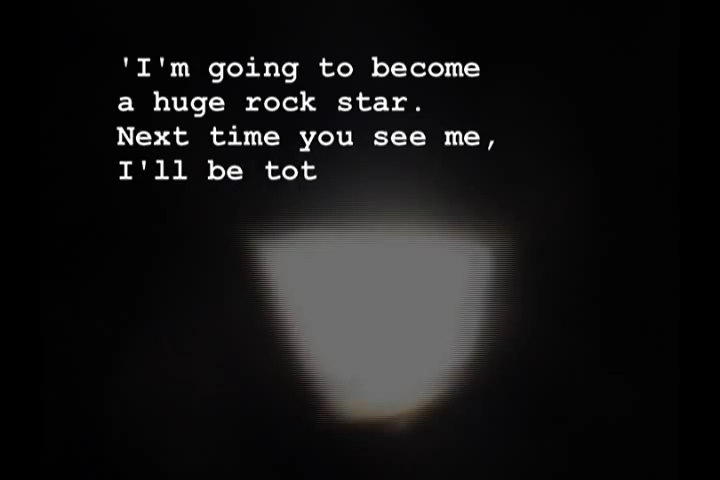 'I'm going to become
a huge rock star.
Next time you see me,
I'll be tot